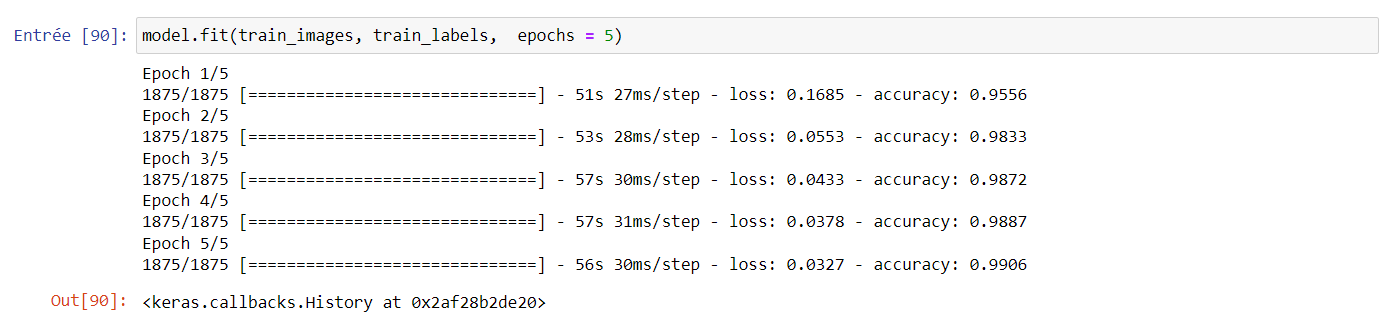 Entrée [90]: model.fit(train_images, train_labels,  epochs = 5)
Epoch 1/5
1875/1875 [==============================] - 51s 27ms/step - loss: 0.1685 - accuracy: 0.9556
Epoch 2/5
1875/1875 [==============================] - 53s 28ms/step - loss: 0.0553 - accuracy: 0.9833
Epoch 3/5
1875/1875 [==============================] - 57s 30ms/step - loss: 0.0433 - accuracy: 0.9872
Epoch 4/5
1875/1875 [==============================] - 57s 31ms/step - loss: 0.0378 - accuracy: 0.9887
Epoch 5/5
1875/1875 [==============================] - 56s 30ms/step - loss: 0.0327 - accuracy: 0.9906
Out[90]: <keras.callbacks.History at 0x2af28b2de20>